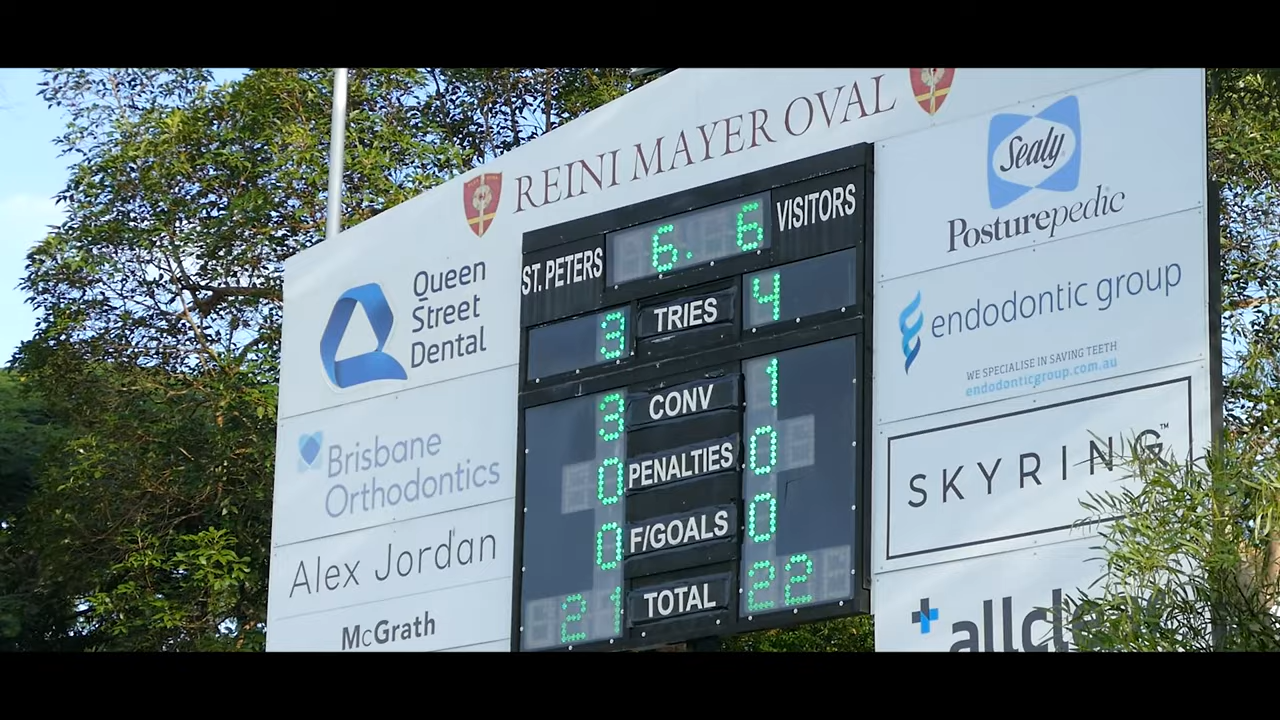 REINI MAYER OVAL
Queen
Street
Dental
Brisbane
Orthodontics
Alex Jordan
McGrath
ST. PETERS
6. 6
VISITORS
3 TRIES 4
3 CONV 1
0 PENALTIES 0
0 F/GOALS 0
21 TOTAL 22
Sealy
Posturepedic
endodontic group
WE SPECIALISE IN SAVING TEETH
endodonticgroup.com.au
SKYRING™